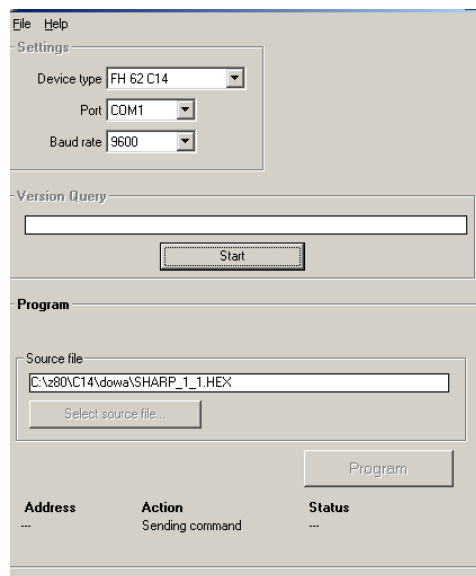 File Help
Settings
Device type FH 62 C14
Port COM1
Baud rate 9600
Version Query
Start
Program
Source file
C:\z80\C14\dowa\SHARP_1_1.HEX
Select source file...
Program
Address Action Status
--- Sending command ---